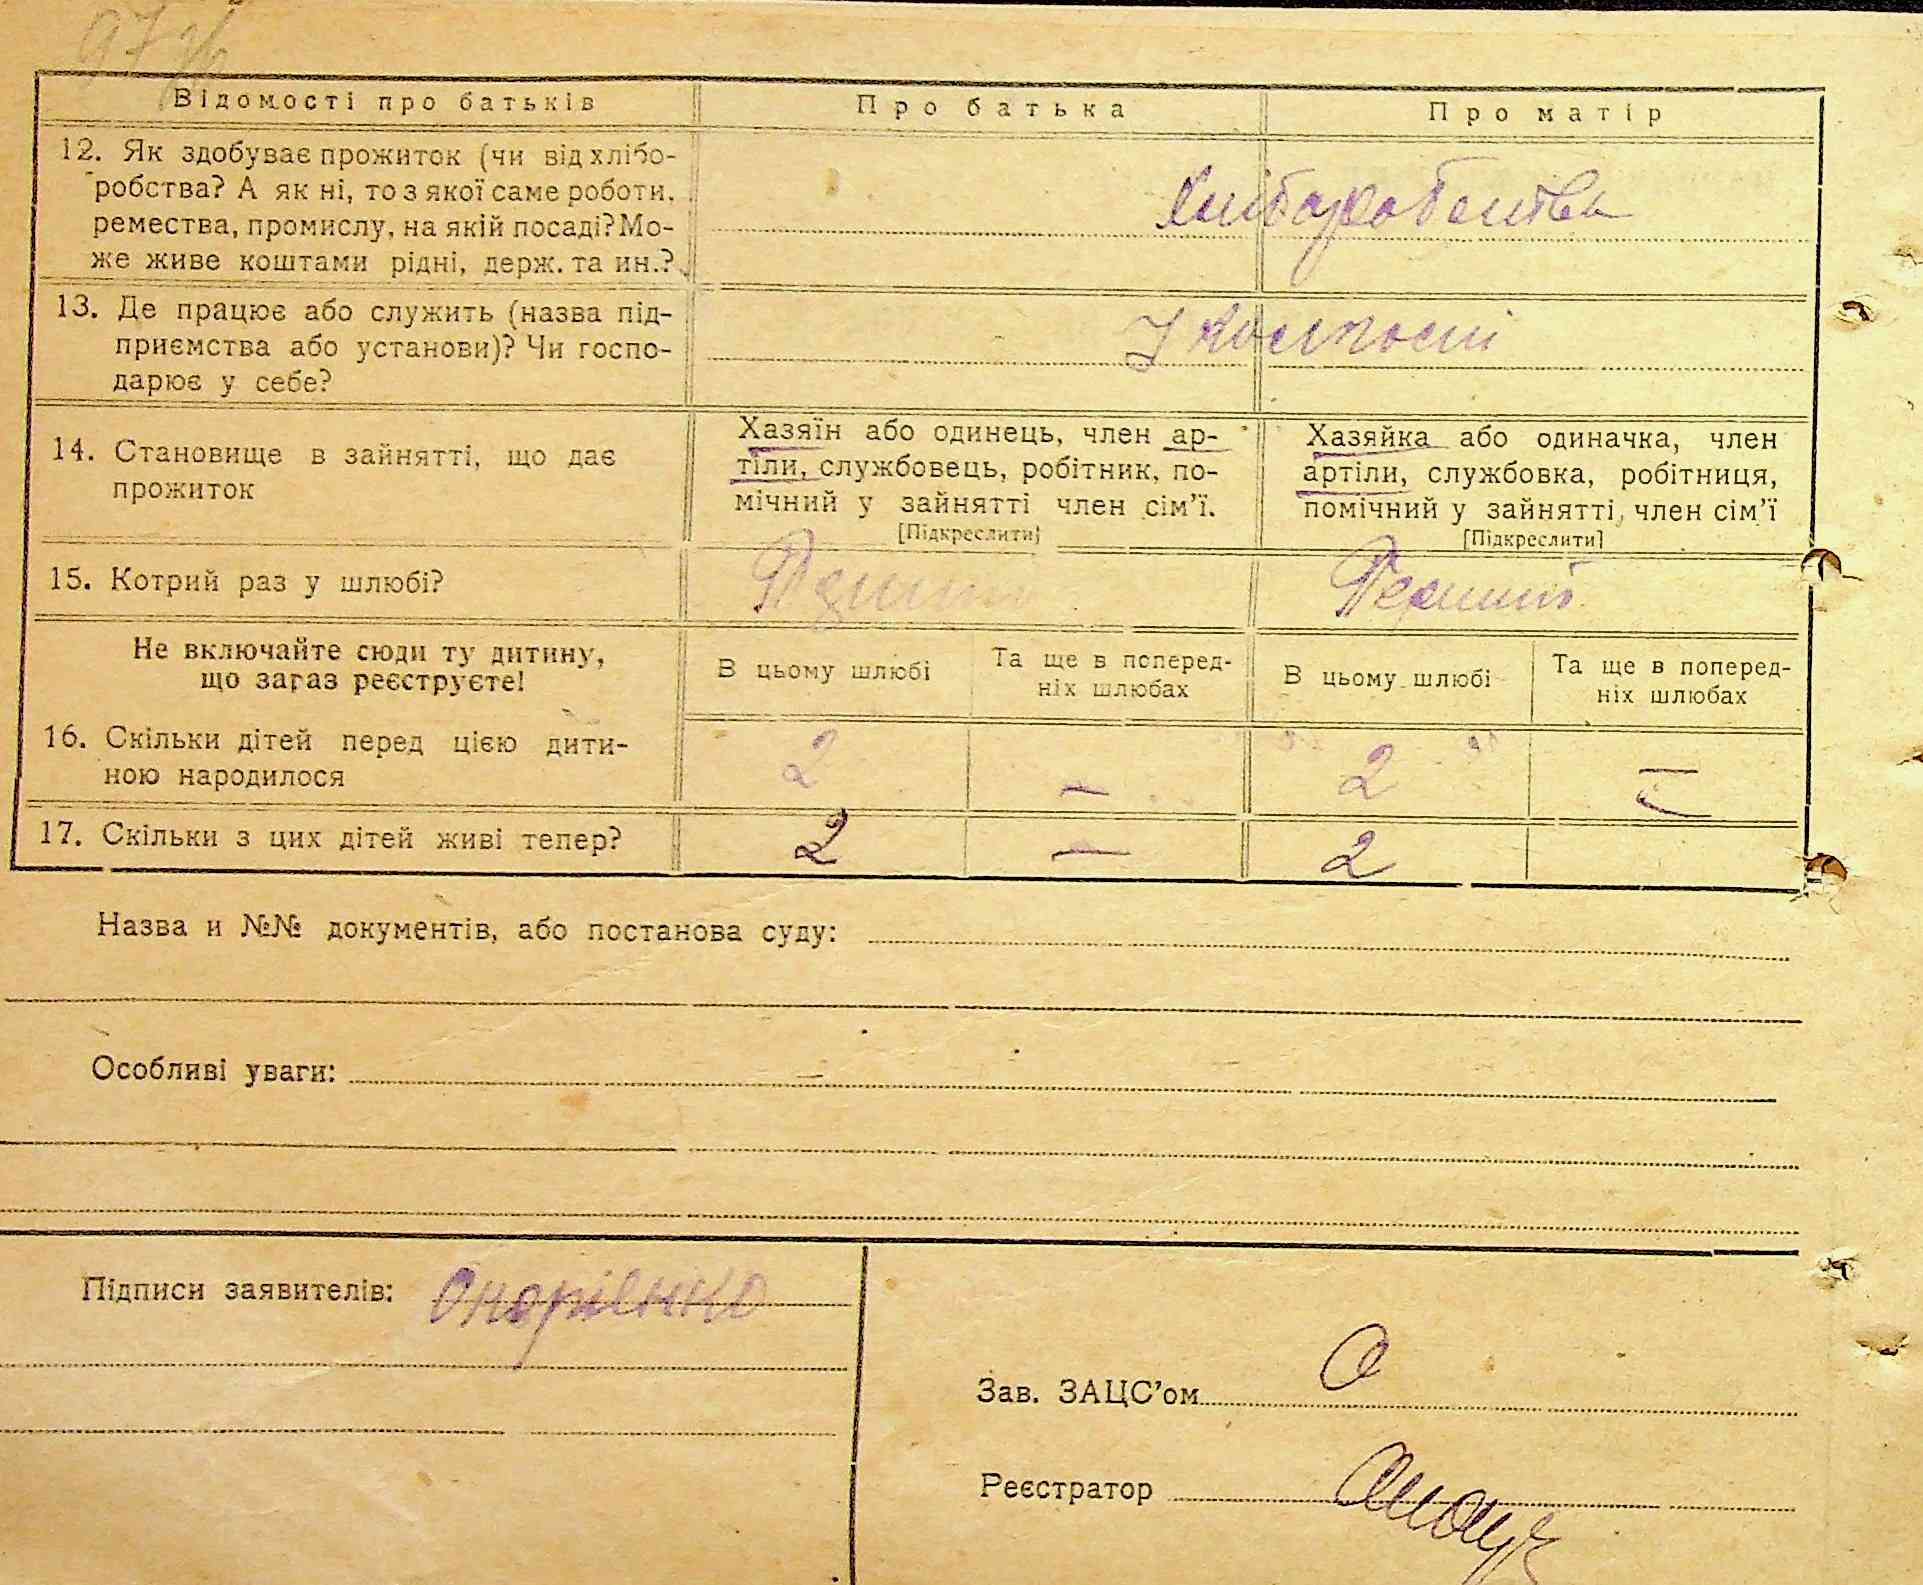 Відомості про батьків	Про батька	Про матір
12. Як здобуває прожиток (чи від хлібо-
робства? А як ні, то з якої саме роботи,
ремества, промислу, на якій посаді? Мо-
же живе коштами рідні, держ. та ин.?
Хліборобства
13. Де працює або служить (назва під-
приємства або установи)? Чи госпо-
дарює у себе?
У колгоспі
14. Становище в зайнятті, що дає
прожиток
Хазяїн або одинець, член ар-
тіли, службовець, робітник, по-
мічний у зайнятті член сім'ї.
[Підкреслити]
Хазяйка або одиначка, член
артіли, службовка, робітниця,
помічний у зайнятті, член сім'ї
[Підкреслити]
15. Котрий раз у шлюбі?	Перший
Не включайте сюди ту дитину,
що зараз реєструєте!
В цьому шлюбі
Та ще в поперед-
ніх шлюбах
В цьому шлюбі
Та ще в поперед-
ніх шлюбах
16. Скільки дітей перед цією дити-
ною народилося
2	—	2	—
17. Скільки з цих дітей живі тепер?	2	—	2
Назва и №№ документів, або постанова суду:
Особливі уваги: —
Підписи заявителів: Онорієнко
Зав. ЗАЦС'ом
Реєстратор